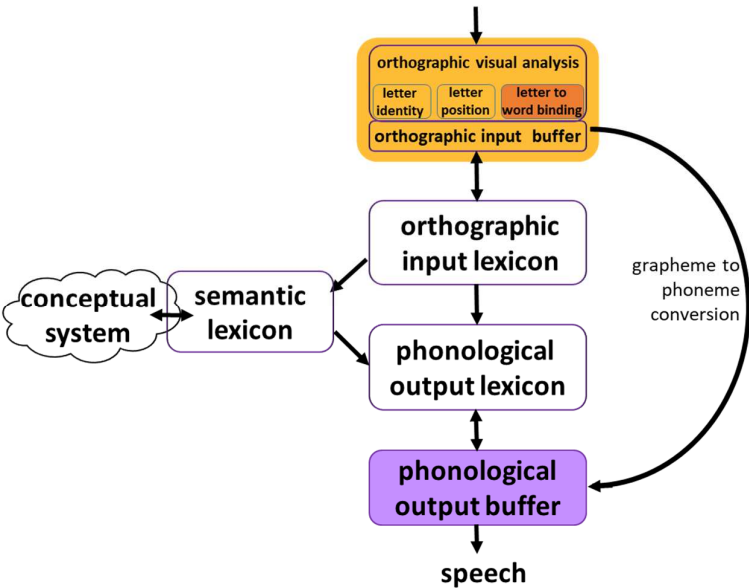 orthographic visual analysis
letter
identity
letter
position
letter to
word binding
orthographic input buffer
orthographic
input lexicon
grapheme to
phoneme
conversion
conceptual
system
semantic
lexicon
phonological
output lexicon
phonological
output buffer
speech